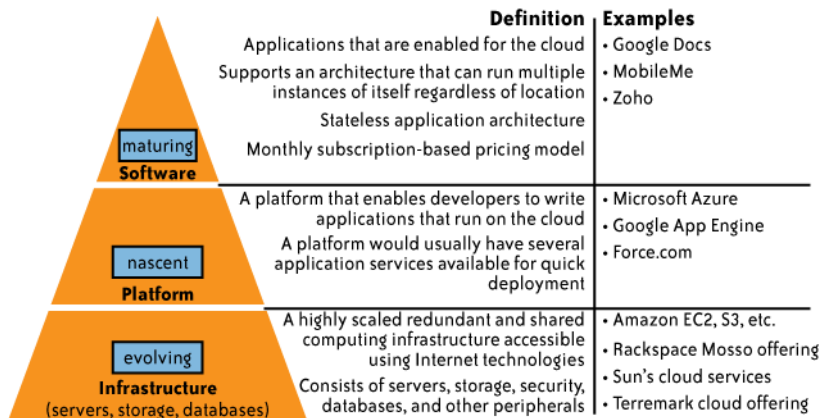 Definition
Examples
Applications that are enabled for the cloud
Supports an architecture that can run multiple
instances of itself regardless of location
Stateless application architecture
Monthly subscription-based pricing model
• Google Docs
• MobileMe
• Zoho
maturing
Software
A platform that enables developers to write
applications that run on the cloud
A platform would usually have several
application services available for quick
deployment
• Microsoft Azure
• Google App Engine
• Force.com
nascent
Platform
A highly scaled redundant and shared
computing infrastructure accessible
using Internet technologies
Consists of servers, storage, security,
databases, and other peripherals
• Amazon EC2, S3, etc.
• Rackspace Mosso offering
• Sun's cloud services
• Terremark cloud offering
evolving
Infrastructure
(servers, storage, databases)